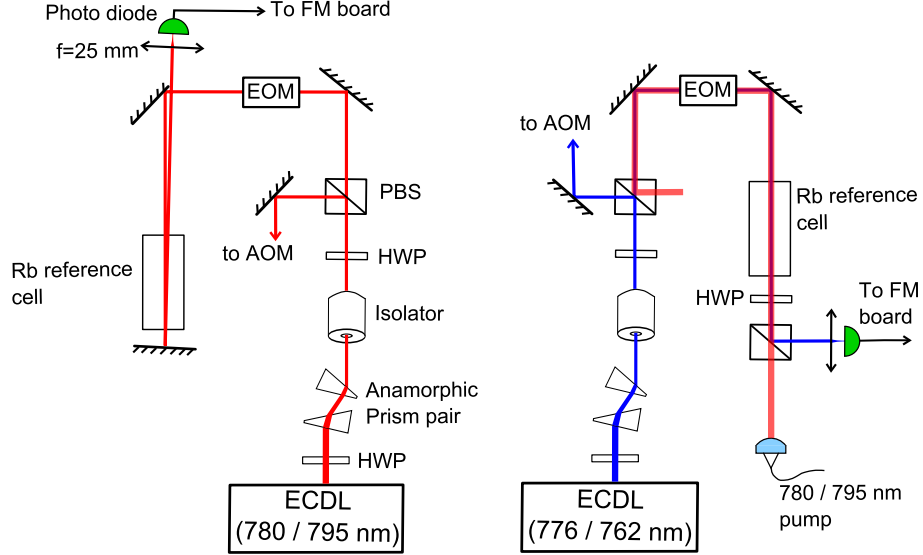 Photo diode
To FM board
f=25 mm
EOM
PBS
to AOM
HWP
Rb reference
cell
Isolator
Anamorphic
Prism pair
HWP
ECDL
(780 / 795 nm)
EOM
to AOM
Rb reference
cell
HWP
HWP
To FM
board
ECDL
(776 / 762 nm)
780 / 795 nm
pump